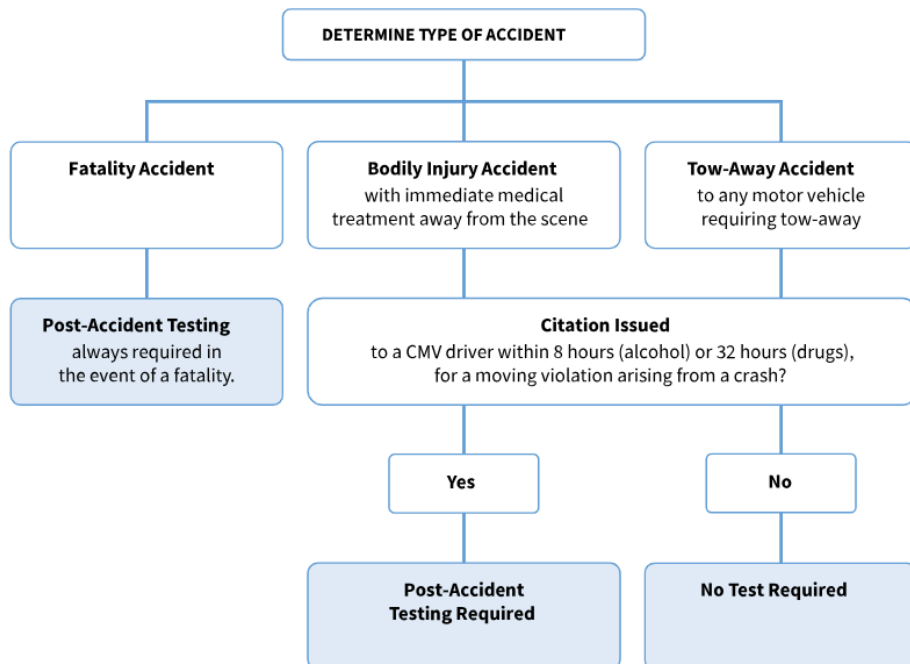 DETERMINE TYPE OF ACCIDENT
Fatality Accident
Bodily Injury Accident
with immediate medical
treatment away from the scene
Tow-Away Accident
to any motor vehicle
requiring tow-away
Post-Accident Testing
always required in
the event of a fatality.
Citation Issued
to a CMV driver within 8 hours (alcohol) or 32 hours (drugs),
for a moving violation arising from a crash?
Yes
No
Post-Accident
Testing Required
No Test Required